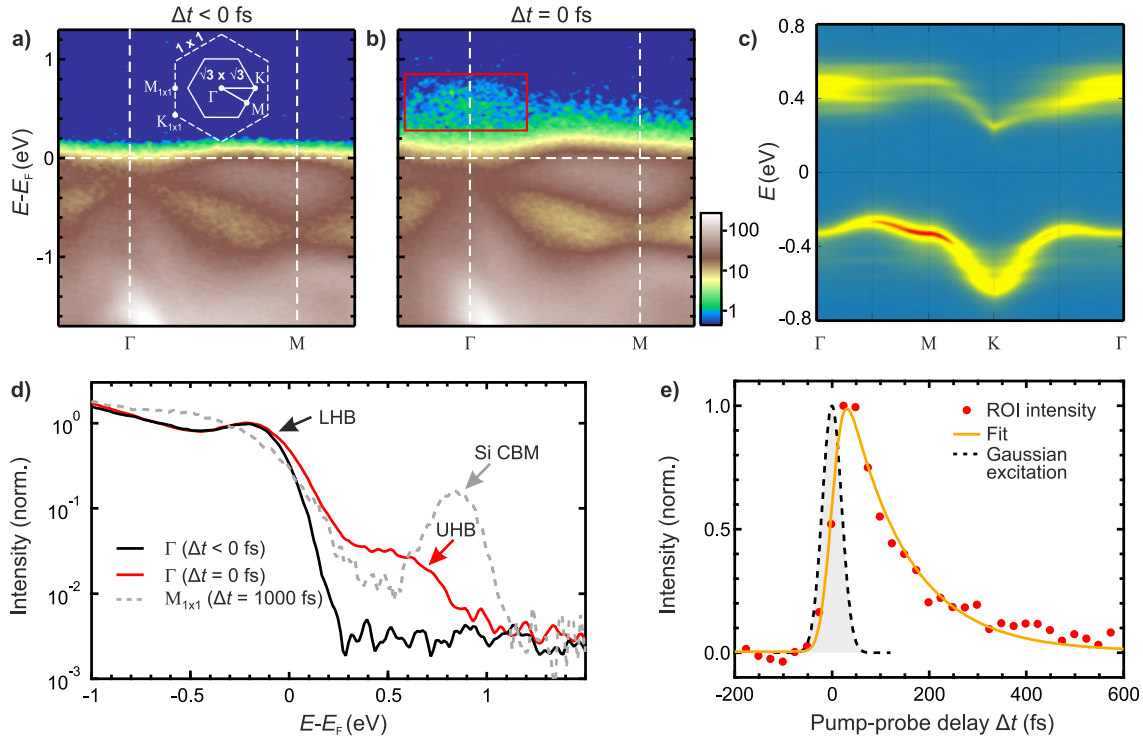 Δt < 0 fs
Δt = 0 fs
a)
b)
c)
1 x 1
√3 x √3
M1x1
K1x1
Γ
K
M
E-EF (eV)
1
0
-1
Γ
M
Γ
M
100
10
1
E (eV)
0.8
0.4
0
-0.4
-0.8
Γ
M
K
Γ
d)
Intensity (norm.)
10^0
10^-1
10^-2
10^-3
LHB
Si CBM
UHB
Γ (Δt < 0 fs)
Γ (Δt = 0 fs)
M1x1 (Δt = 1000 fs)
-1
0
1
E-EF (eV)
e)
Intensity (norm.)
1.0
0.5
0.0
ROI intensity
Fit
Gaussian
excitation
-200
0
200
400
600
Pump-probe delay Δt (fs)